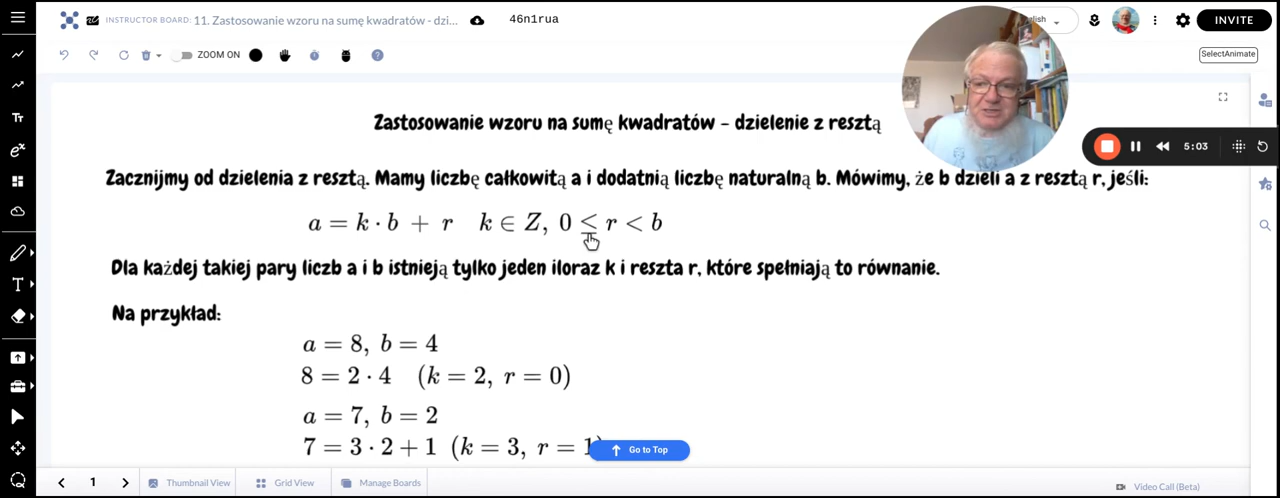 INSTRUCTOR BOARD: 11. Zastosowanie wzoru na sumę kwadratów - dzi...
46n1rua
INVITE
ZOOM ON
SelectAnimate
Zastosowanie wzoru na sumę kwadratów - dzielenie z resztą
5:03
Zacznijmy od dzielenia z resztą. Mamy liczbę całkowitą a i dodatnią liczbę naturalną b. Mówimy, że b dzieli a z resztą r, jeśli:
a = k · b + r k ∈ Z, 0 ≤ r < b
Dla każdej takiej pary liczb a i b istnieją tylko jeden iloraz k i reszta r, które spełniają to równanie.
Na przykład:
a = 8, b = 4
8 = 2 · 4 (k = 2, r = 0)
a = 7, b = 2
7 = 3 · 2 + 1 (k = 3, r = 1)
Go to Top
1
Thumbnail View
Grid View
Manage Boards
Video Call (Beta)